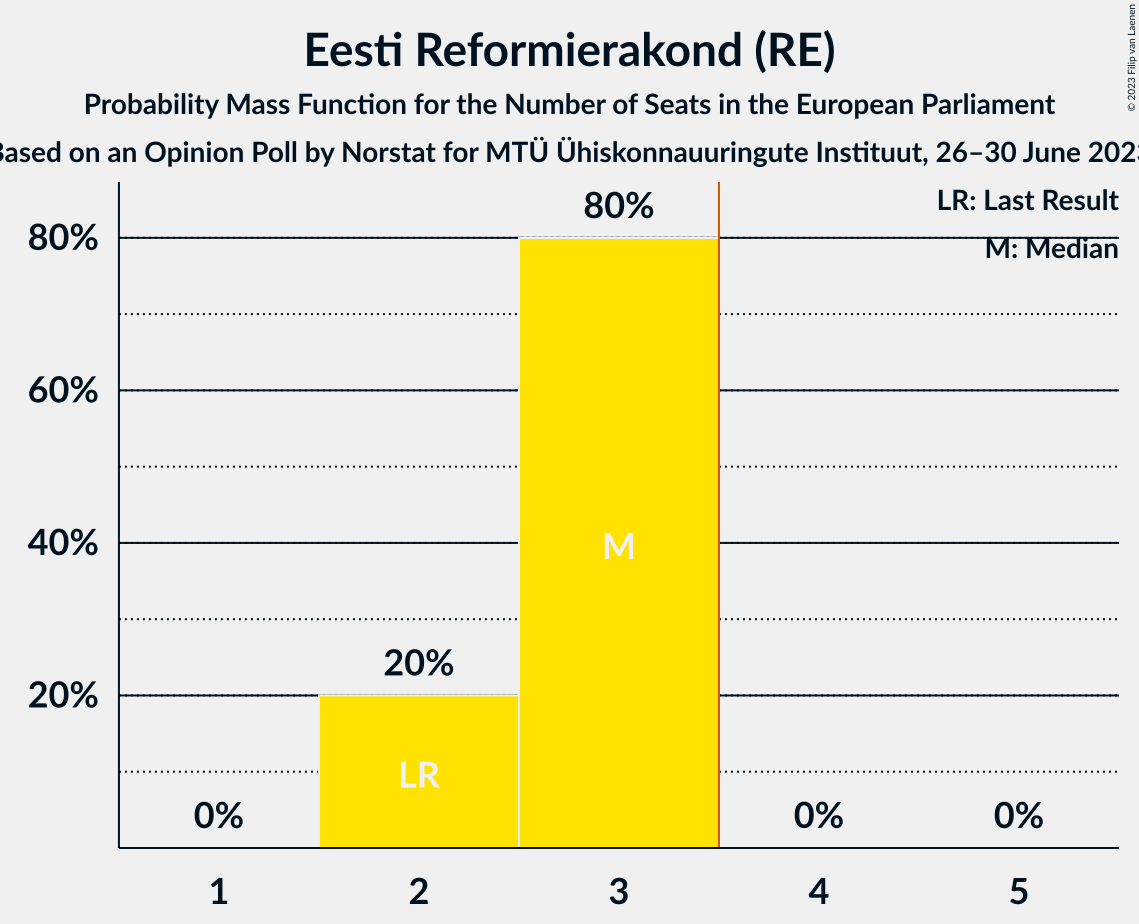 Eesti Reformierakond (RE)
Probability Mass Function for the Number of Seats in the European Parliament
Based on an Opinion Poll by Norstat for MTÜ Ühiskonnauuringute Instituut, 26–30 June 2023
© 2023 Filip van Laenen
LR: Last Result
M: Median
80%
60%
40%
20%
0%
20%
80%
0%
0%
LR
M
1
2
3
4
5